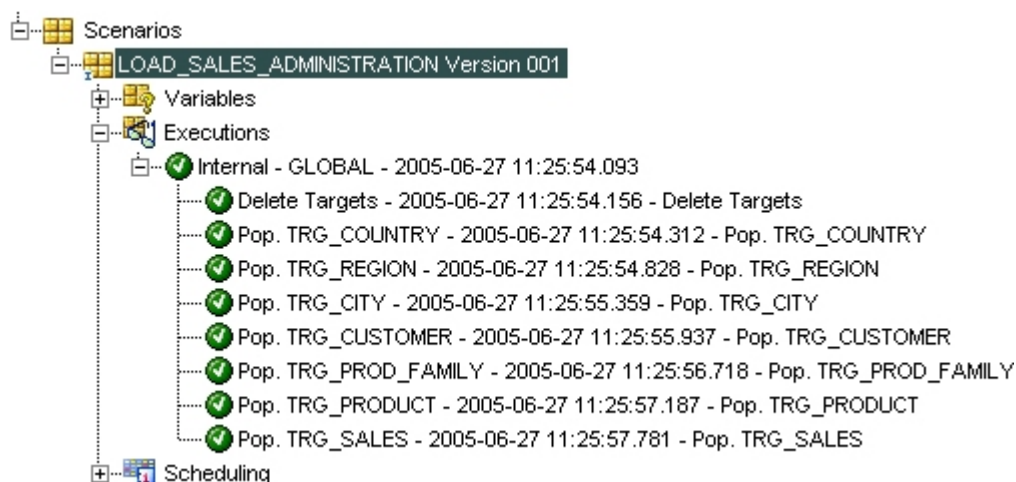 Scenarios
LOAD_SALES_ADMINISTRATION Version 001
Variables
Executions
Internal - GLOBAL - 2005-06-27 11:25:54.093
Delete Targets - 2005-06-27 11:25:54.156 - Delete Targets
Pop. TRG_COUNTRY - 2005-06-27 11:25:54.312 - Pop. TRG_COUNTRY
Pop. TRG_REGION - 2005-06-27 11:25:54.828 - Pop. TRG_REGION
Pop. TRG_CITY - 2005-06-27 11:25:55.359 - Pop. TRG_CITY
Pop. TRG_CUSTOMER - 2005-06-27 11:25:55.937 - Pop. TRG_CUSTOMER
Pop. TRG_PROD_FAMILY - 2005-06-27 11:25:56.718 - Pop. TRG_PROD_FAMILY
Pop. TRG_PRODUCT - 2005-06-27 11:25:57.187 - Pop. TRG_PRODUCT
Pop. TRG_SALES - 2005-06-27 11:25:57.781 - Pop. TRG_SALES
Scheduling